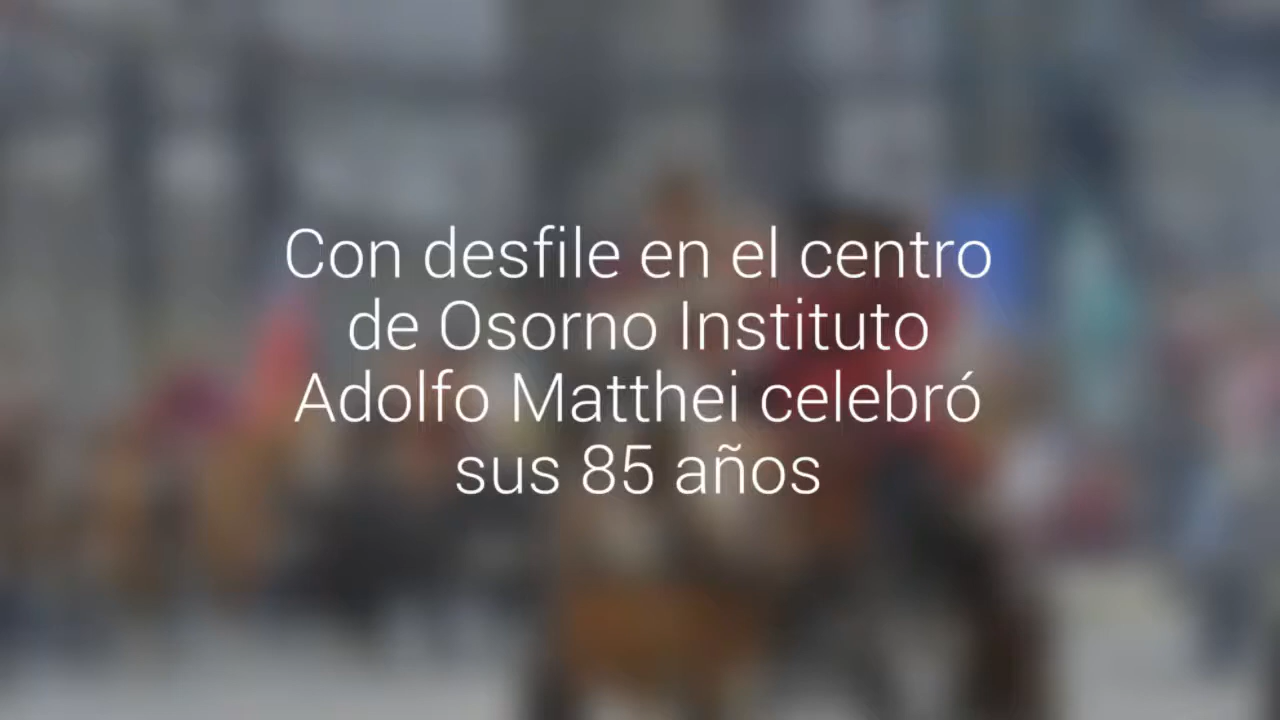 Con desfile en el centro
de Osorno Instituto
Adolfo Matthei celebró
sus 85 años